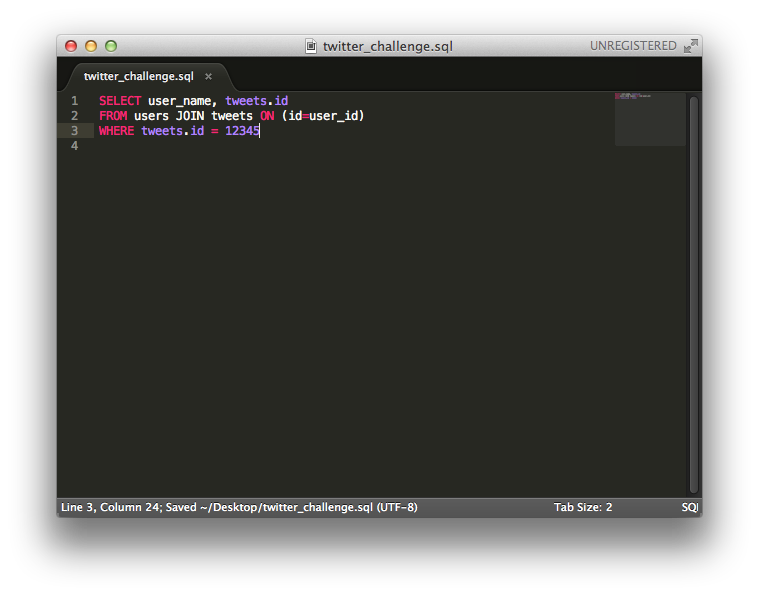 twitter_challenge.sql
UNREGISTERED
twitter_challenge.sql ×
1 SELECT user_name, tweets.id
2 FROM users JOIN tweets ON (id=user_id)
3 WHERE tweets.id = 12345
4
Line 3, Column 24; Saved ~/Desktop/twitter_challenge.sql (UTF-8)
Tab Size: 2
SQ